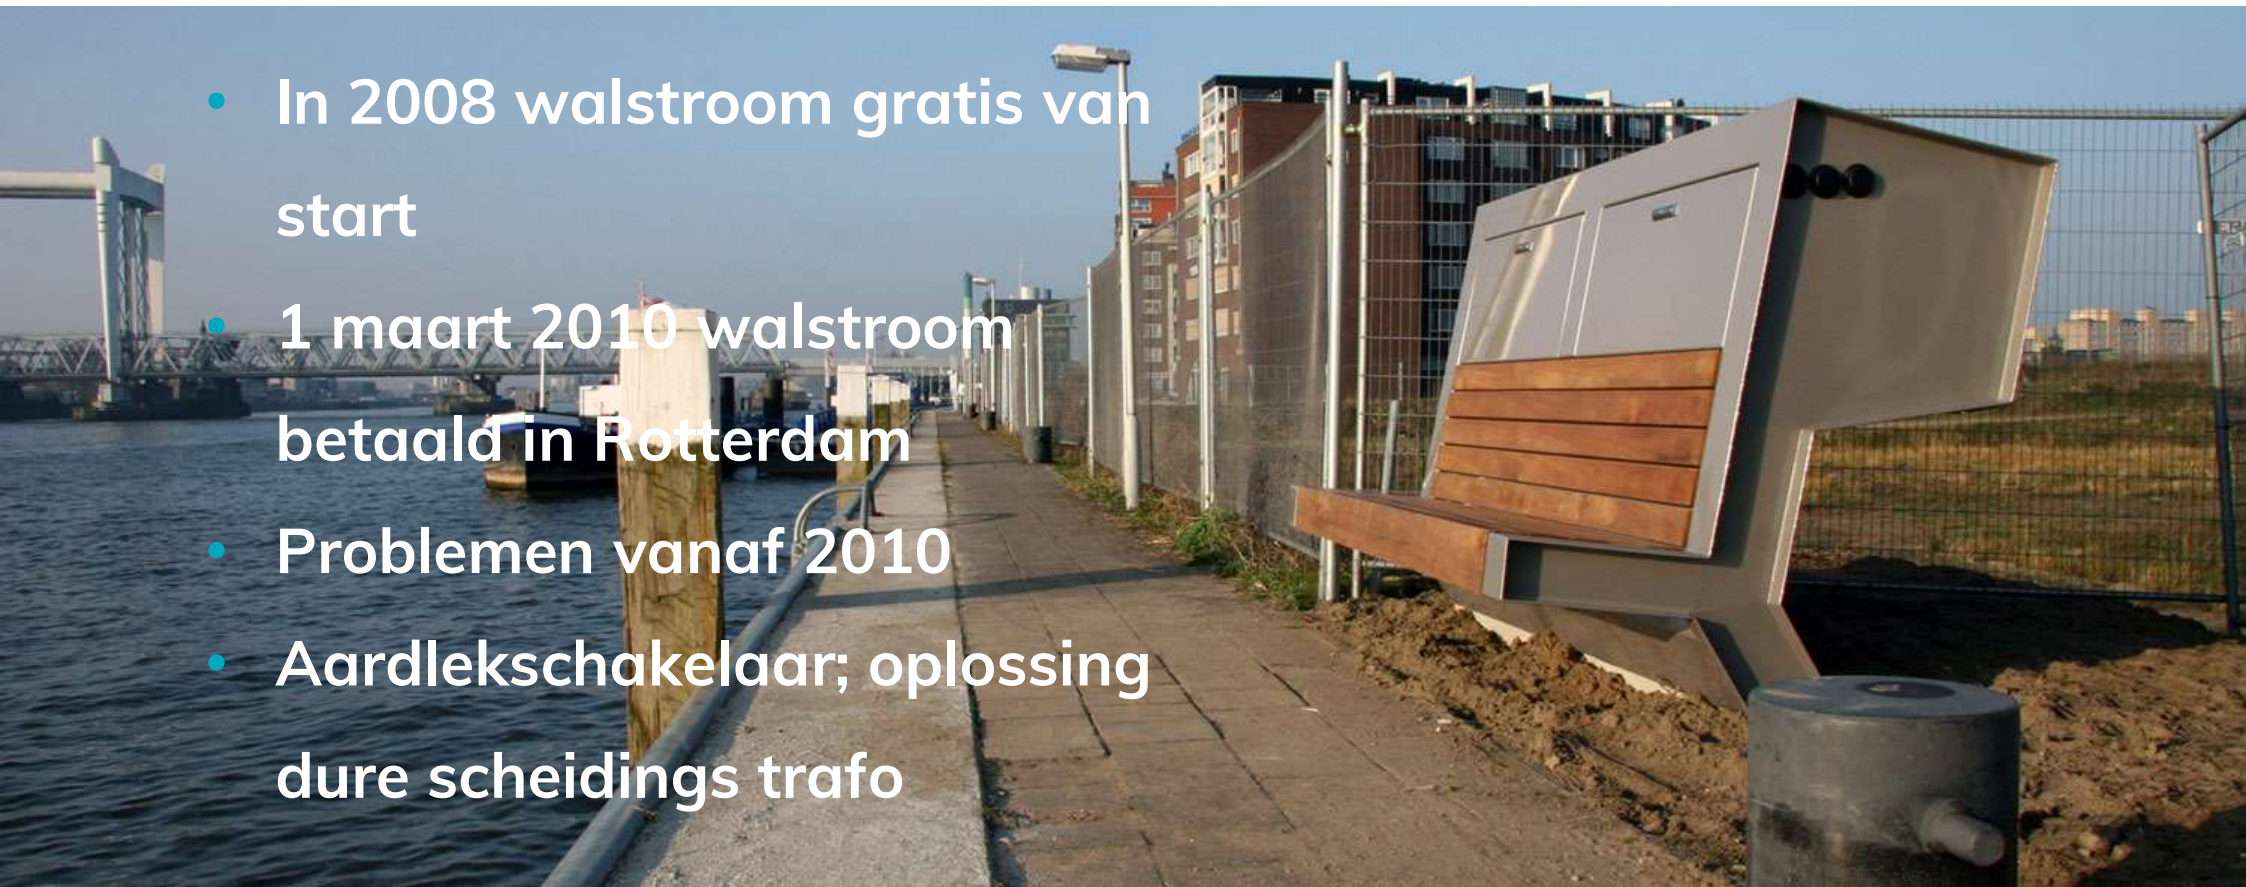 • In 2008 walstroom gratis van
start
• 1 maart 2010 walstroom
betaald in Rotterdam
• Problemen vanaf 2010
• Aardlekschakelaar; oplossing
dure scheidings trafo